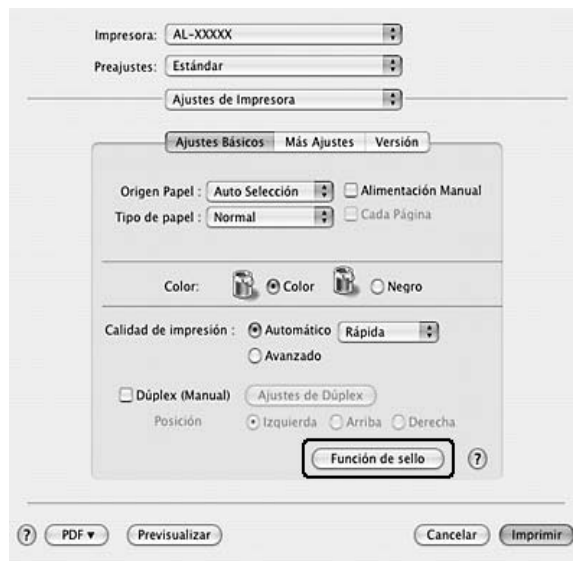 Impresora: AL-XXXXX
Preajustes: Estándar
Ajustes de Impresora
Ajustes Básicos Más Ajustes Versión
Origen Papel : Auto Selección Alimentación Manual
Tipo de papel : Normal Cada Página
Color: Color Negro
Calidad de impresión : Automático Rápida
Avanzado
Dúplex (Manual) Ajustes de Dúplex
Posición Izquierda Arriba Derecha
Función de sello ?
? PDF ▼ Previsualizar Cancelar Imprimir